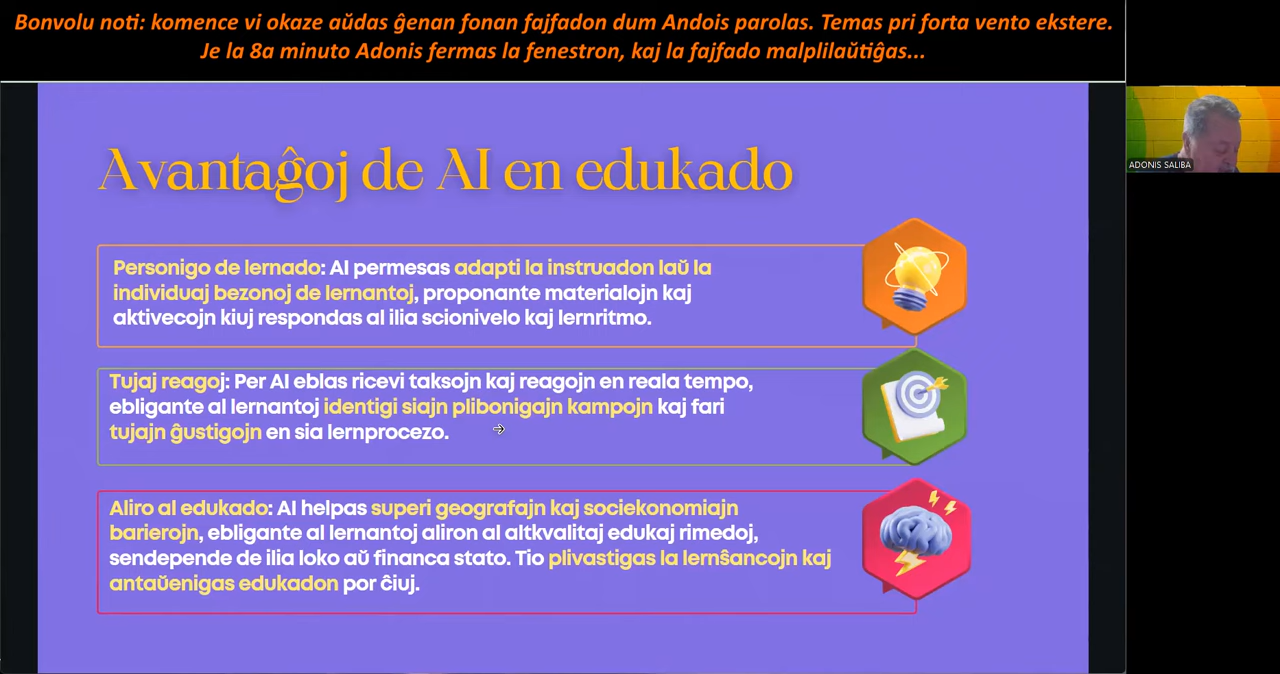 Bonvolu noti: komence vi okaze aŭdas ĝenan fonan fajfadon dum Andois parolas. Temas pri forta vento ekstere.
Je la 8a minuto Adonis fermas la fenestron, kaj la fajfado malplilaŭtiĝas...
ADONIS SALIBA
Avantaĝoj de AI en edukado
Personigo de lernado: AI permesas adapti la instruadon laŭ la
individuaj bezonoj de lernantoj, proponante materialojn kaj
aktivecojn kiuj respondas al ilia scionivelo kaj lernritmo.
Tujaj reagoj: Per AI eblas ricevi taksojn kaj reagojn en reala tempo,
ebligante al lernantoj identigi siajn plibonigajn kampojn kaj fari
tujajn ĝustigojn en sia lernprocezo.
Aliro al edukado: AI helpas superi geografajn kaj sociekonomiajn
barierojn, ebligante al lernantoj aliron al altkvalitaj edukaj rimedoj,
sendepende de ilia loko aŭ financa stato. Tio plivastigas la lernŝancojn kaj
antaŭenigas edukadon por ĉiuj.